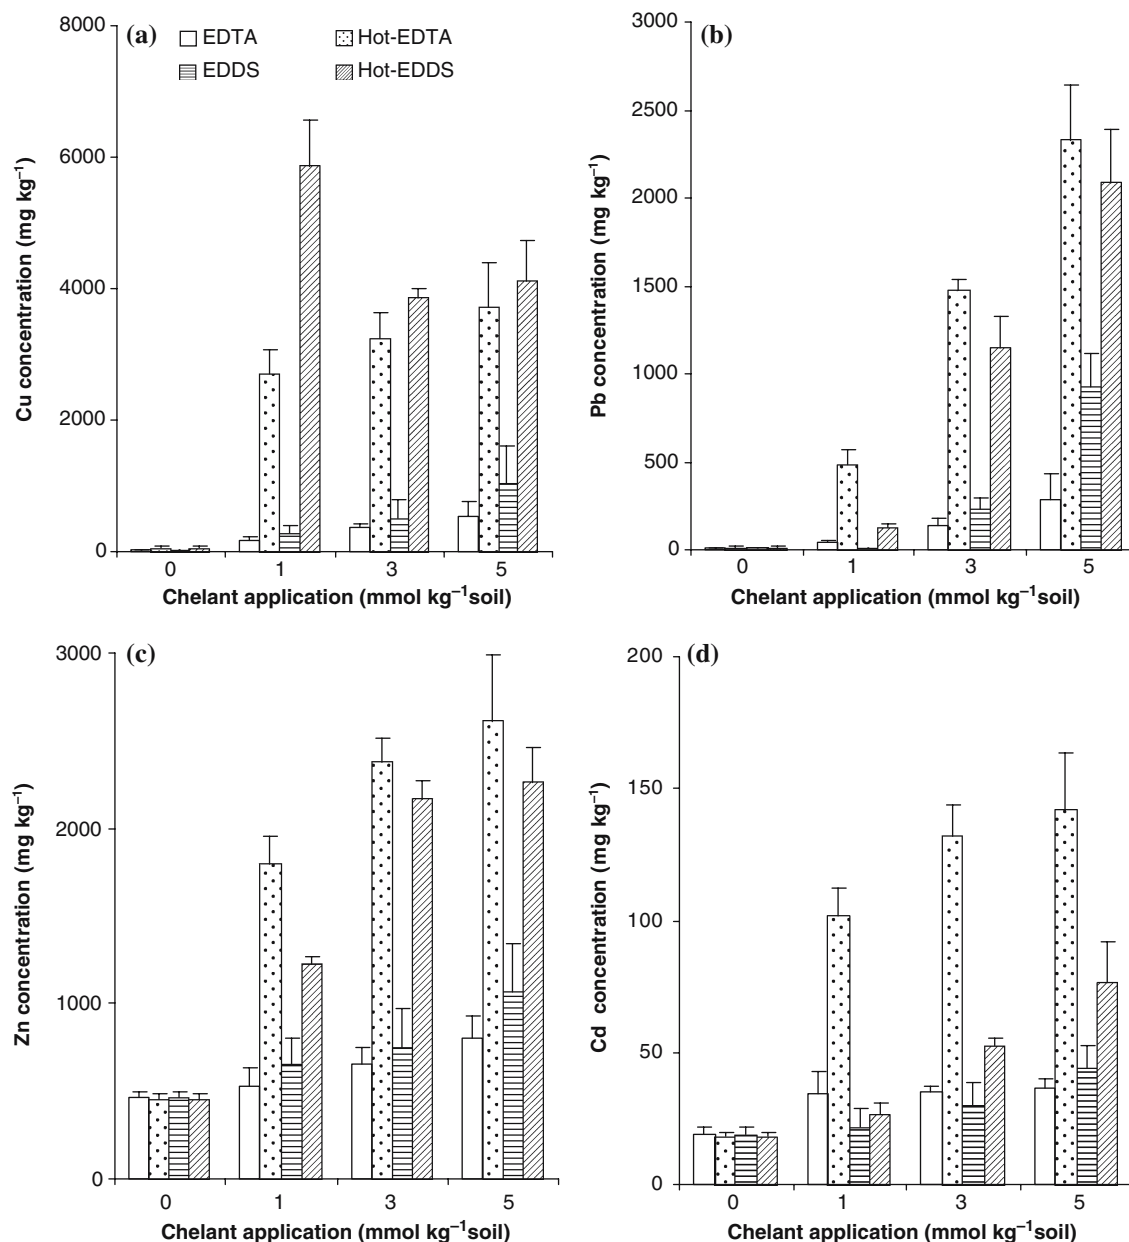 (a)
EDTA
Hot-EDTA
EDDS
Hot-EDDS
8000
6000
4000
2000
0
Cu concentration (mg kg⁻¹)
0 1 3 5
Chelant application (mmol kg⁻¹soil)
(b)
3000
2500
2000
1500
1000
500
0
Pb concentration (mg kg⁻¹)
0 1 3 5
Chelant application (mmol kg⁻¹soil)
(c)
3000
2000
1000
0
Zn concentration (mg kg⁻¹)
0 1 3 5
Chelant application (mmol kg⁻¹soil)
(d)
200
150
100
50
0
Cd concentration (mg kg⁻¹)
0 1 3 5
Chelant application (mmol kg⁻¹soil)